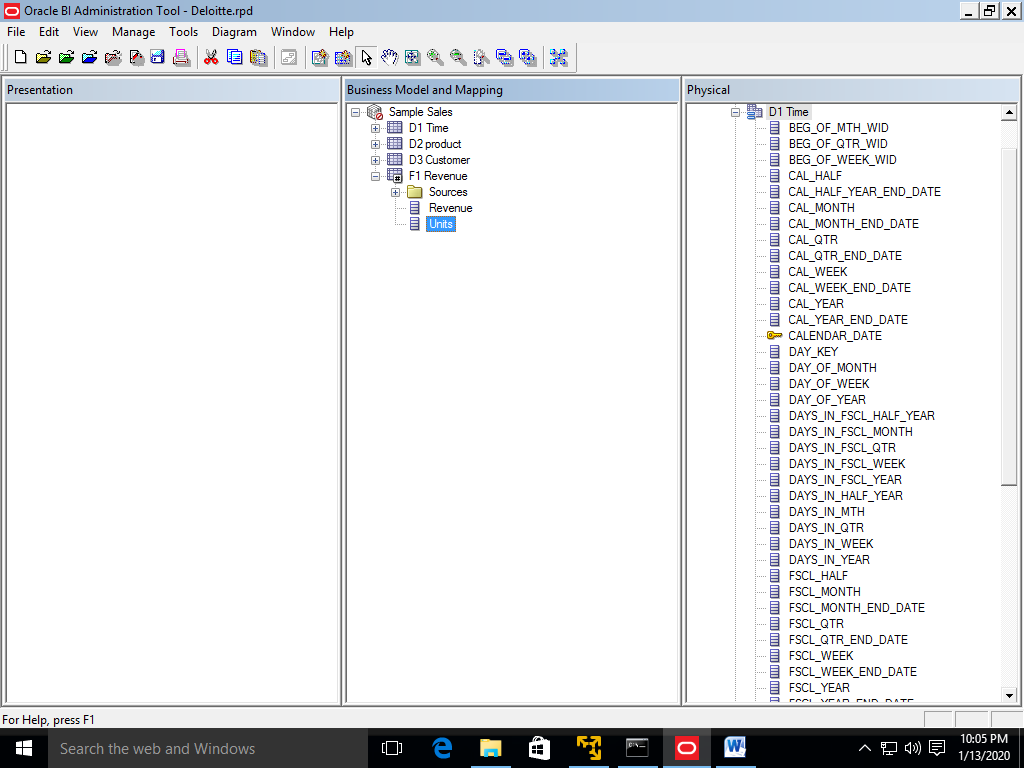 Oracle BI Administration Tool - Deloitte.rpd
File Edit View Manage Tools Diagram Window Help
Presentation
Business Model and Mapping
Sample Sales
D1 Time
D2 product
D3 Customer
F1 Revenue
Sources
Revenue
Units
Physical
D1 Time
BEG_OF_MTH_WID
BEG_OF_QTR_WID
BEG_OF_WEEK_WID
CAL_HALF
CAL_HALF_YEAR_END_DATE
CAL_MONTH
CAL_MONTH_END_DATE
CAL_QTR
CAL_QTR_END_DATE
CAL_WEEK
CAL_WEEK_END_DATE
CAL_YEAR
CAL_YEAR_END_DATE
CALENDAR_DATE
DAY_KEY
DAY_OF_MONTH
DAY_OF_WEEK
DAY_OF_YEAR
DAYS_IN_FSCL_HALF_YEAR
DAYS_IN_FSCL_MONTH
DAYS_IN_FSCL_QTR
DAYS_IN_FSCL_WEEK
DAYS_IN_FSCL_YEAR
DAYS_IN_HALF_YEAR
DAYS_IN_MTH
DAYS_IN_QTR
DAYS_IN_WEEK
DAYS_IN_YEAR
FSCL_HALF
FSCL_MONTH
FSCL_MONTH_END_DATE
FSCL_QTR
FSCL_QTR_END_DATE
FSCL_WEEK
FSCL_WEEK_END_DATE
FSCL_YEAR
FSCL_YEAR_END_DATE
For Help, press F1
Search the web and Windows
10:05 PM
1/13/2020